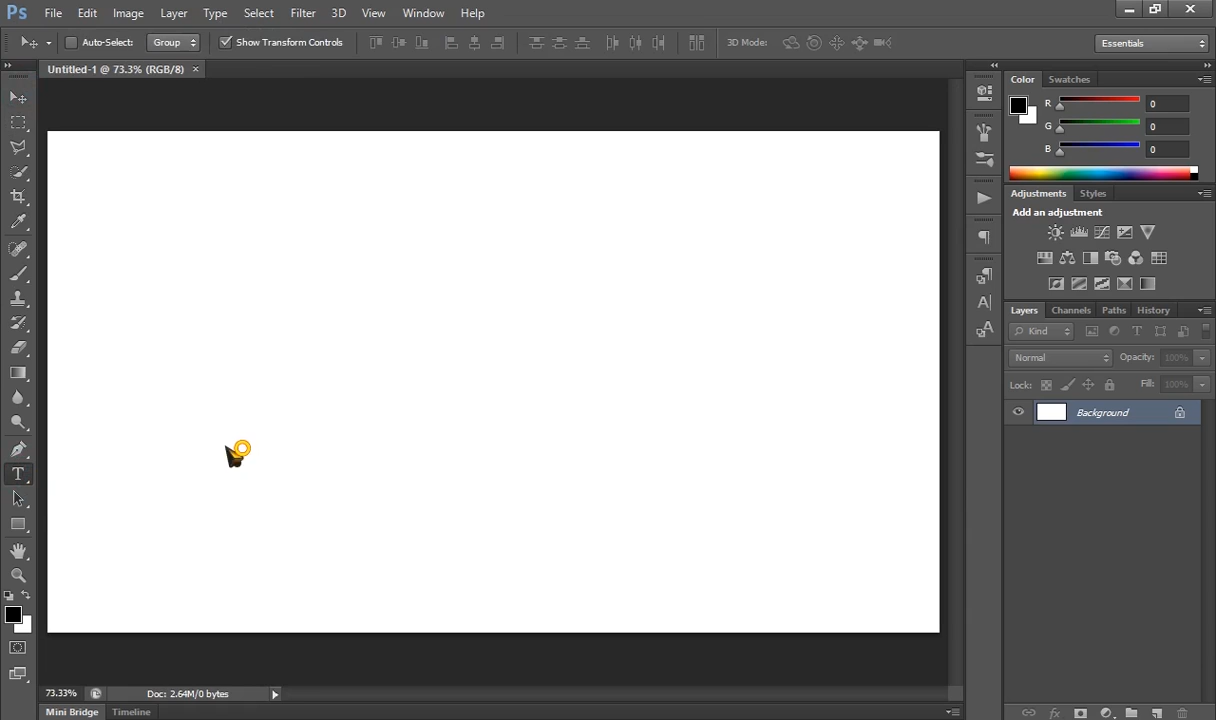 Ps File Edit Image Layer Type Select Filter 3D View Window Help
Auto-Select: Group Show Transform Controls 3D Mode: Essentials
Untitled-1 @ 73.3% (RGB/8) ×
Color Swatches
R 0
G 0
B 0
Adjustments Styles
Add an adjustment
Layers Channels Paths History
Kind
Normal Opacity: 100%
Lock: Fill: 100%
Background
73.33% Doc: 2.64M/0 bytes
Mini Bridge Timeline